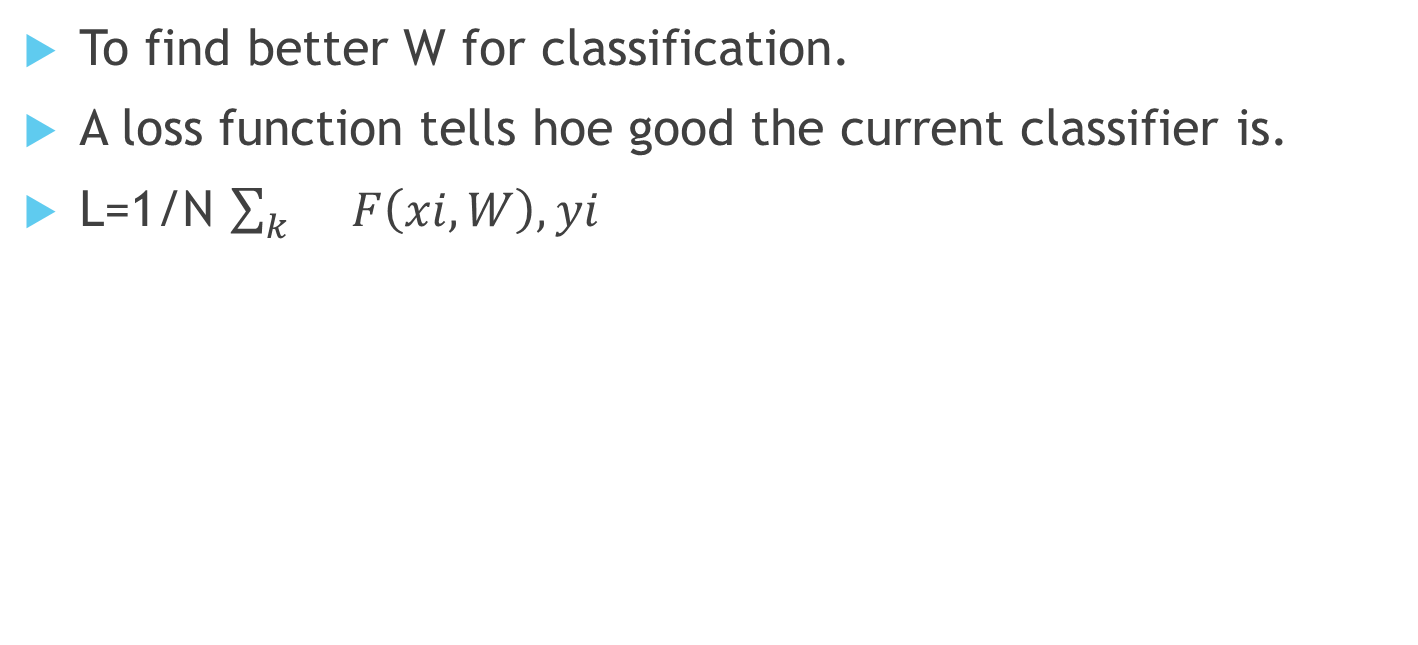 To find better W for classification.
A loss function tells hoe good the current classifier is.
L=1/N ∑k F(xi,W),yi